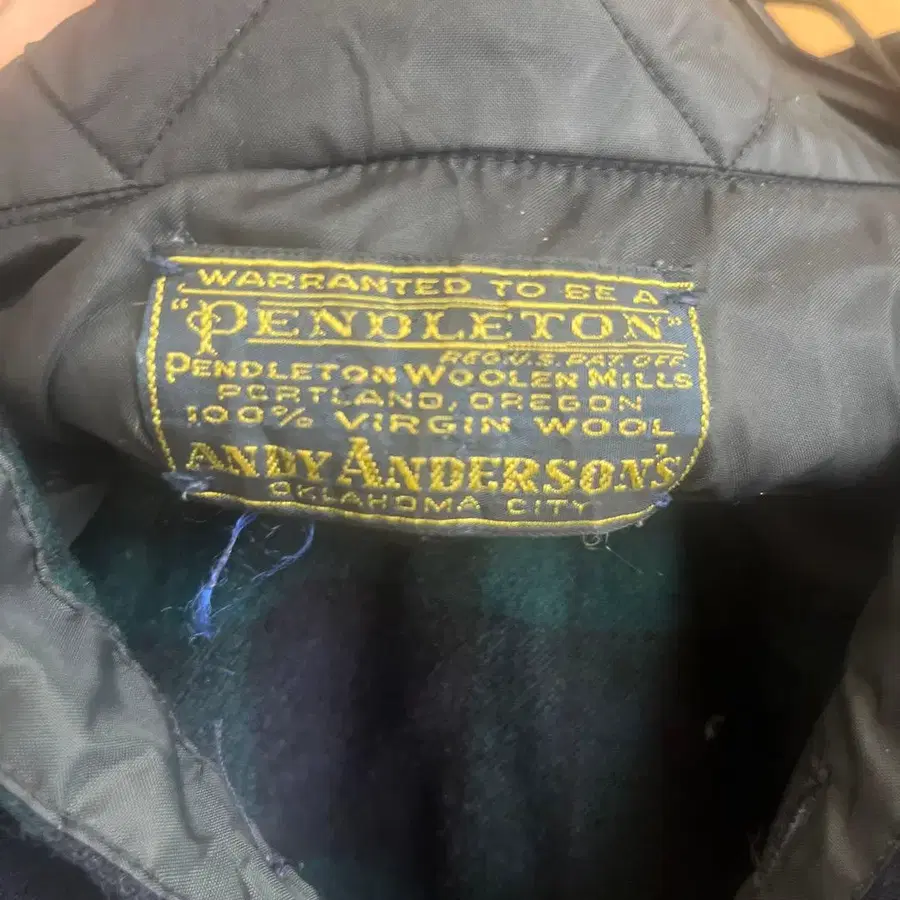 WARRANTED TO BE A
"PENDLETON"
REG. U.S. PAT. OFF.
PENDLETON WOOLEN MILLS
PORTLAND, OREGON
100% VIRGIN WOOL
ANDY ANDERSON'S
OKLAHOMA CITY